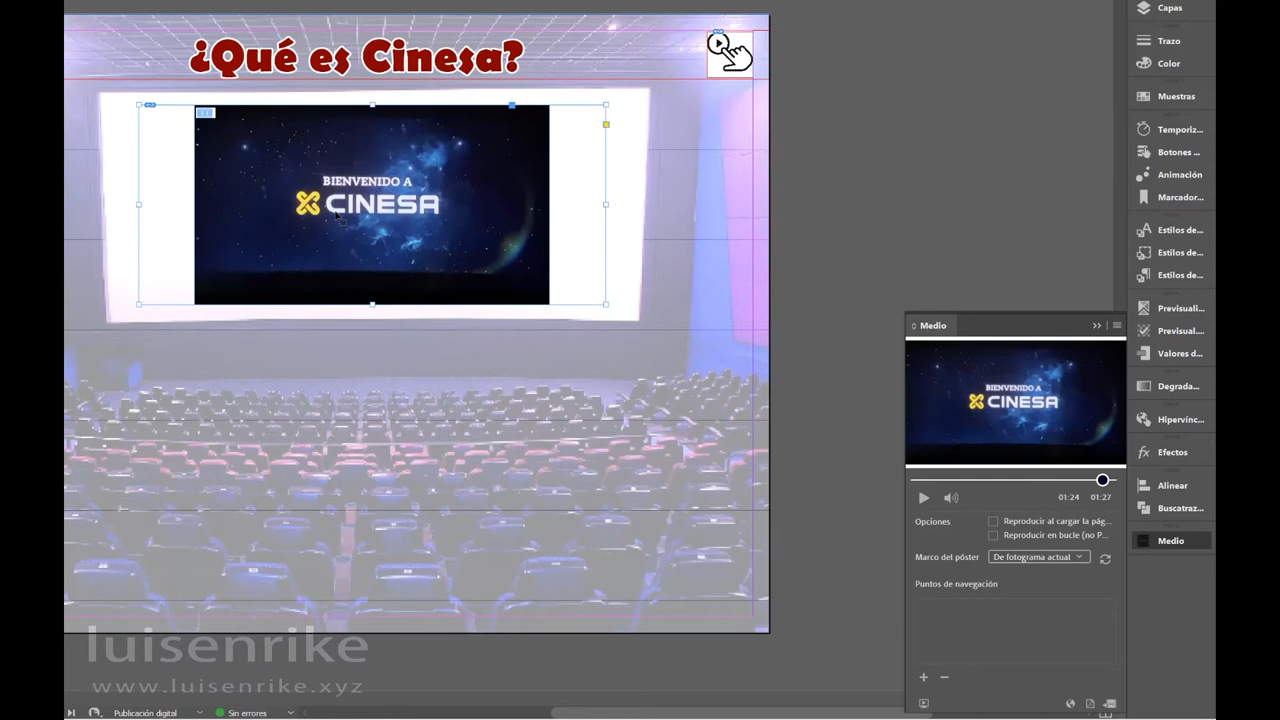 ¿Qué es Cinesa?
BIENVENIDO A
CINESA
Capas
Trazo
Color
Muestras
Temporiz...
Botones ...
Animación
Marcador...
Estilos de...
Estilos de...
Estilos de...
Previsuali...
Previsual....
Valores d...
Degrada...
Hipervínc...
Efectos
Alinear
Buscatraz...
Medio
Medio
BIENVENIDO A
CINESA
01:24 01:27
Opciones
Reproducir al cargar la pág...
Reproducir en bucle (no P...
Marco del póster De fotograma actual
Puntos de navegación
luisenrike
www.luisenrike.xyz
Publicación digital Sin errores